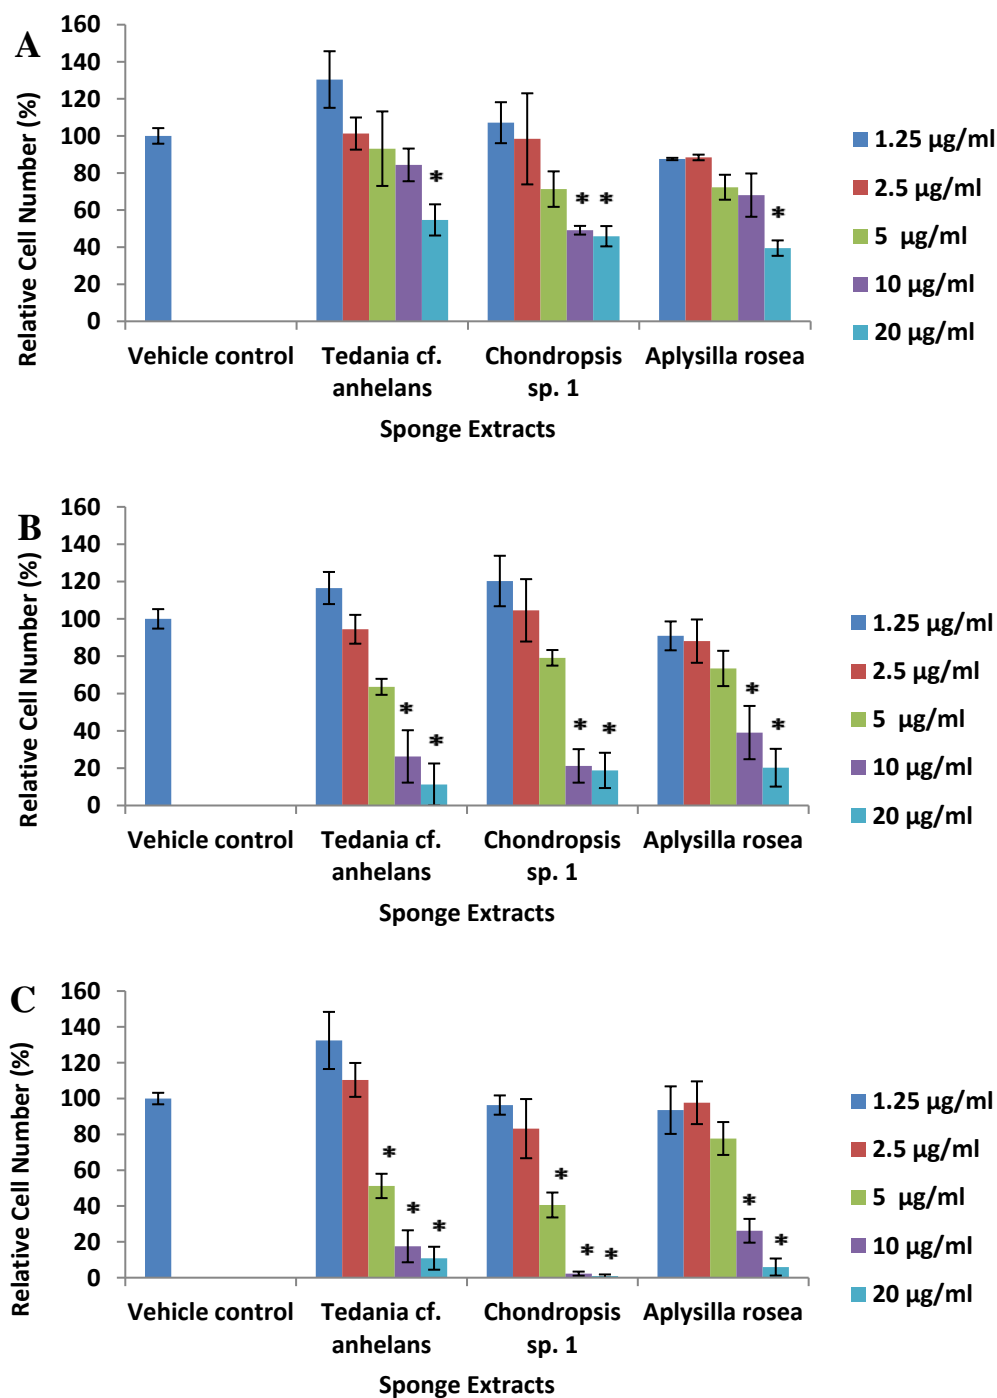 A
Relative Cell Number (%)
160
140
120
100
80
60
40
20
0
* * * *
Vehicle control
Tedania cf. anhelans
Chondropsis sp. 1
Aplysilla rosea
Sponge Extracts
1.25 µg/ml
2.5 µg/ml
5 µg/ml
10 µg/ml
20 µg/ml
B
Relative Cell Number (%)
160
140
120
100
80
60
40
20
0
* * * * * *
Vehicle control
Tedania cf. anhelans
Chondropsis sp. 1
Aplysilla rosea
Sponge Extracts
1.25 µg/ml
2.5 µg/ml
5 µg/ml
10 µg/ml
20 µg/ml
C
Relative Cell Number (%)
160
140
120
100
80
60
40
20
0
* * * * * * * *
Vehicle control
Tedania cf. anhelans
Chondropsis sp. 1
Aplysilla rosea
Sponge Extracts
1.25 µg/ml
2.5 µg/ml
5 µg/ml
10 µg/ml
20 µg/ml